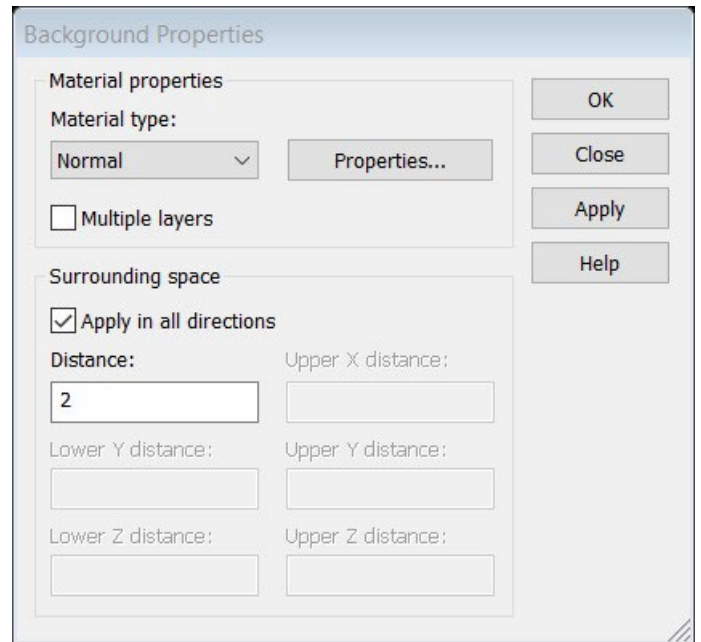 Background Properties
Material properties
Material type:
Normal
Properties...
Multiple layers
OK
Close
Apply
Help
Surrounding space
Apply in all directions
Distance:
Upper X distance:
2
Lower Y distance:
Upper Y distance:
Lower Z distance:
Upper Z distance: